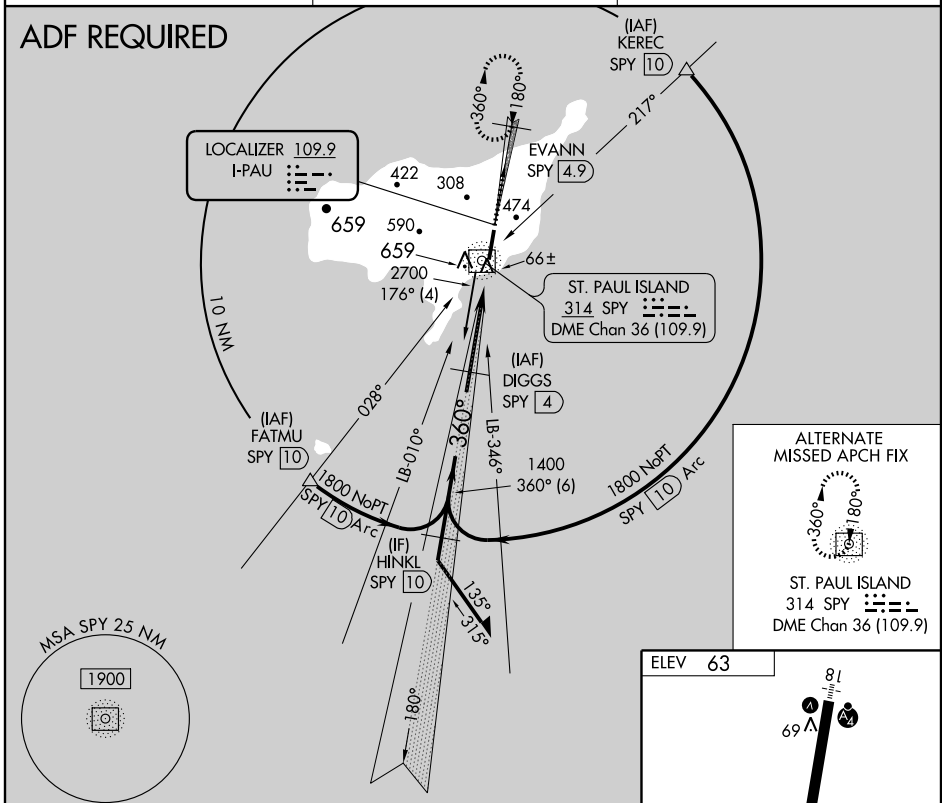 ADF REQUIRED
(IAF)
KEREC
SPY 10
217°
360°
180°
EVANN
SPY 4.9
LOCALIZER 109.9
I-PAU
422
308
474
659
590
659
66±
2700
176° (4)
ST. PAUL ISLAND
314 SPY
DME Chan 36 (109.9)
10 NM
(IAF)
DIGGS
SPY 4
028°
LB-010°
360°
LB-346°
(IAF)
FATMU
SPY 10
1800 NoPT
SPY 10 Arc
1400
360° (6)
1800 NoPT
SPY 10 Arc
(IF)
HINKL
SPY 10
135°
315°
180°
ALTERNATE
MISSED APCH FIX
360°
180°
ST. PAUL ISLAND
314 SPY
DME Chan 36 (109.9)
MSA SPY 25 NM
1900
ELEV 63
18
V
A4
69